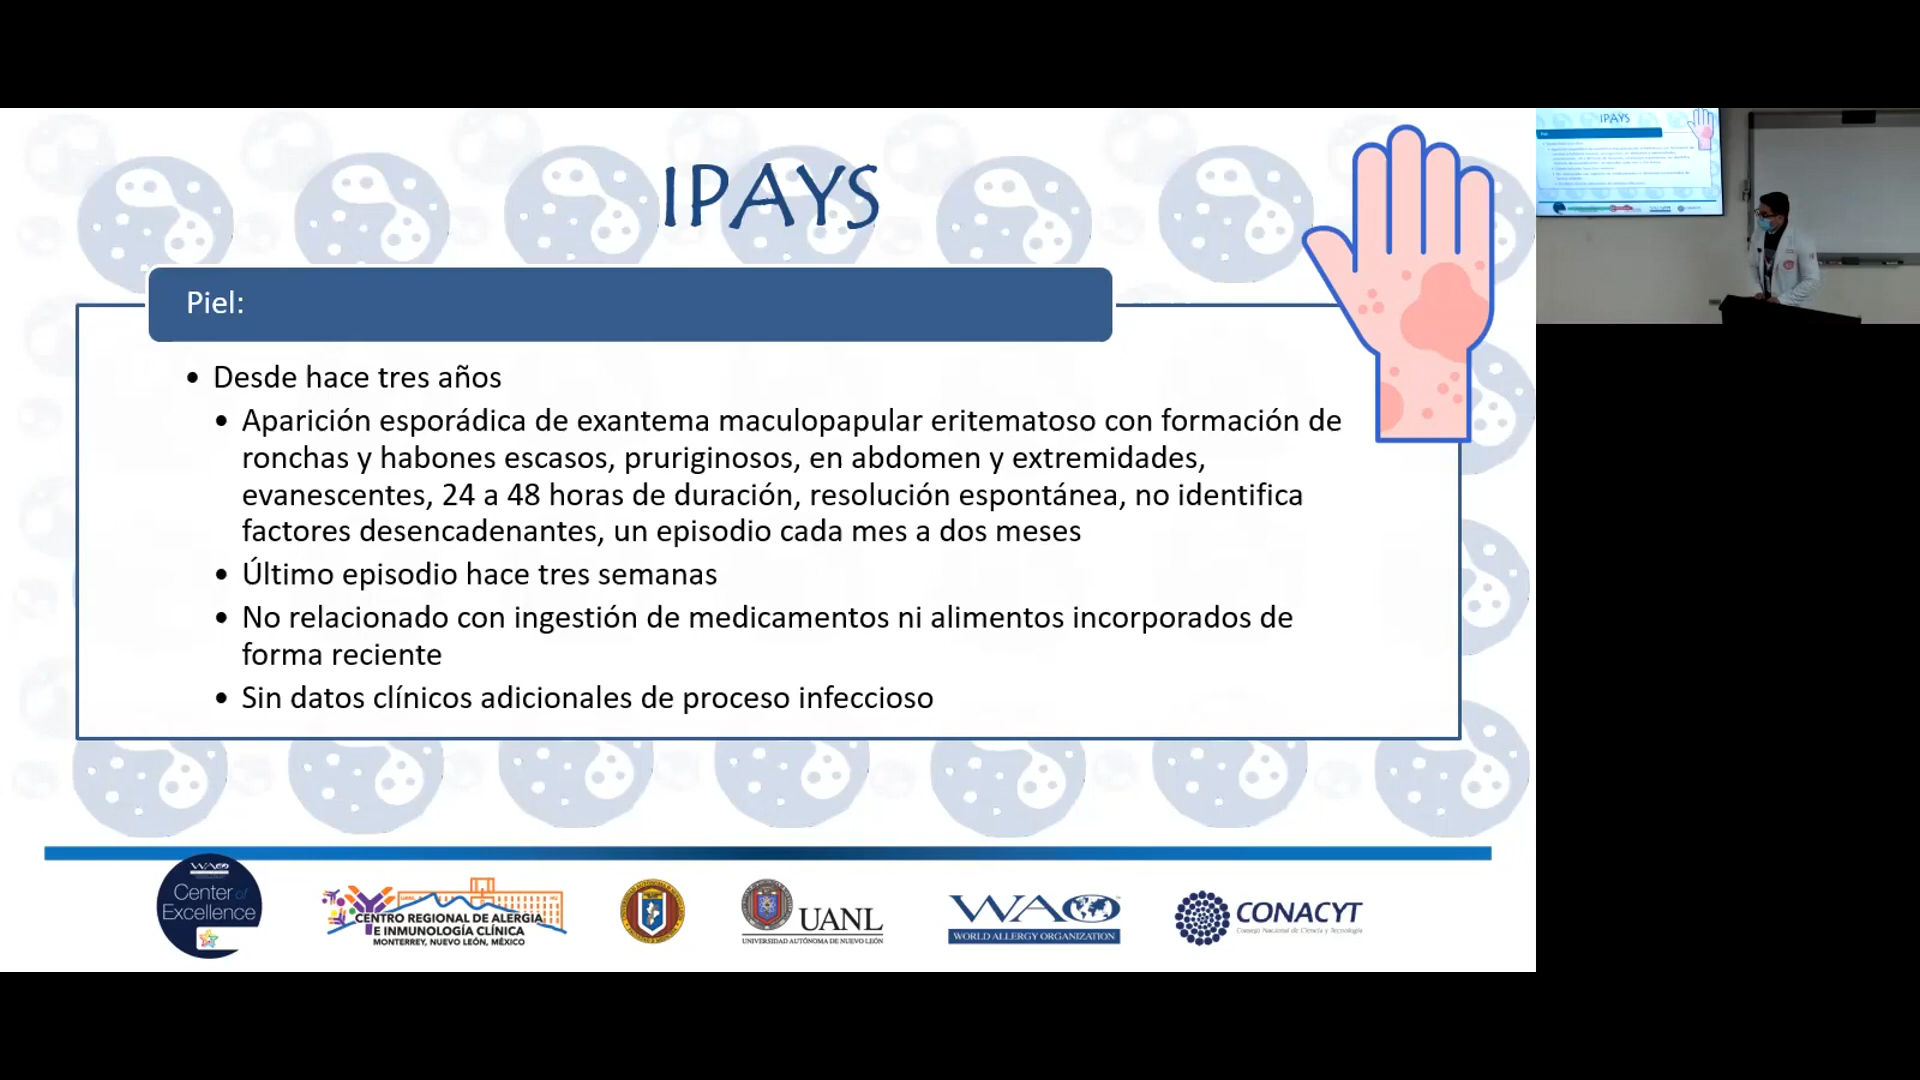 IPAYS
Piel:
• Desde hace tres años
• Aparición esporádica de exantema maculopapular eritematoso con formación de
ronchas y habones escasos, pruriginosos, en abdomen y extremidades,
evanescentes, 24 a 48 horas de duración, resolución espontánea, no identifica
factores desencadenantes, un episodio cada mes a dos meses
• Último episodio hace tres semanas
• No relacionado con ingestión de medicamentos ni alimentos incorporados de
forma reciente
• Sin datos clínicos adicionales de proceso infeccioso
WAO
Center of
Excellence
CENTRO REGIONAL DE ALERGIA
E INMUNOLOGÍA CLÍNICA
MONTERREY, NUEVO LEÓN, MÉXICO
UANL
UNIVERSIDAD AUTÓNOMA DE NUEVO LEÓN
WAO
WORLD ALLERGY ORGANIZATION
CONACYT
Consejo Nacional de Ciencia y Tecnología
IPAYS